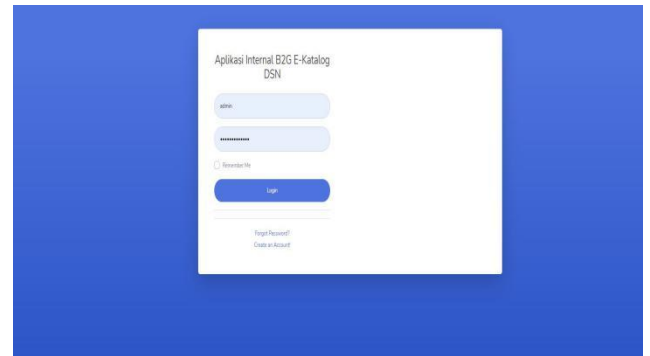 Aplikasi Internal B2G E-Katalog
DSN
admin
•••••••••••••
Remember Me
Login
Forgot Password?
Create an Account!